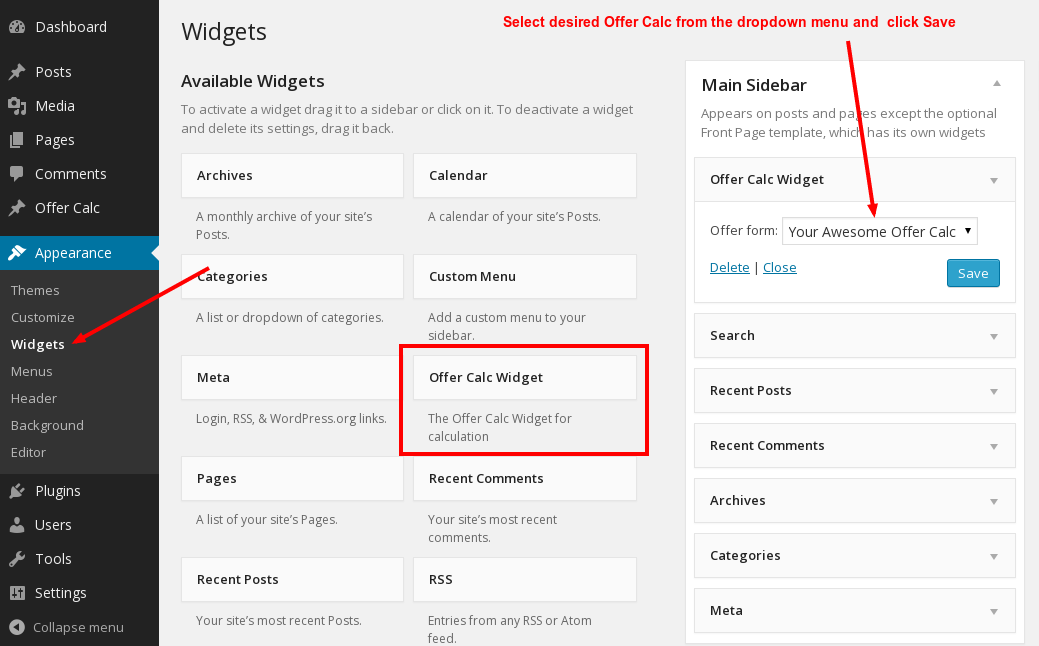 Dashboard
Posts
Media
Pages
Comments
Offer Calc
Appearance
Themes
Customize
Widgets
Menus
Header
Background
Editor
Plugins
Users
Tools
Settings
Collapse menu
Widgets
Select desired Offer Calc from the dropdown menu and click Save
Available Widgets
To activate a widget drag it to a sidebar or click on it. To deactivate a widget
and delete its settings, drag it back.
Archives
A monthly archive of your site's
Posts.
Calendar
A calendar of your site's Posts.
Categories
A list or dropdown of categories.
Custom Menu
Add a custom menu to your
sidebar.
Meta
Login, RSS, & WordPress.org links.
Offer Calc Widget
The Offer Calc Widget for
calculation
Pages
A list of your site's Pages.
Recent Comments
Your site's most recent
comments.
Recent Posts
Your site's most recent Posts.
RSS
Entries from any RSS or Atom
feed.
Main Sidebar
Appears on posts and pages except the optional
Front Page template, which has its own widgets
Offer Calc Widget
Offer form: Your Awesome Offer Calc
Delete | Close
Save
Search
Recent Posts
Recent Comments
Archives
Categories
Meta